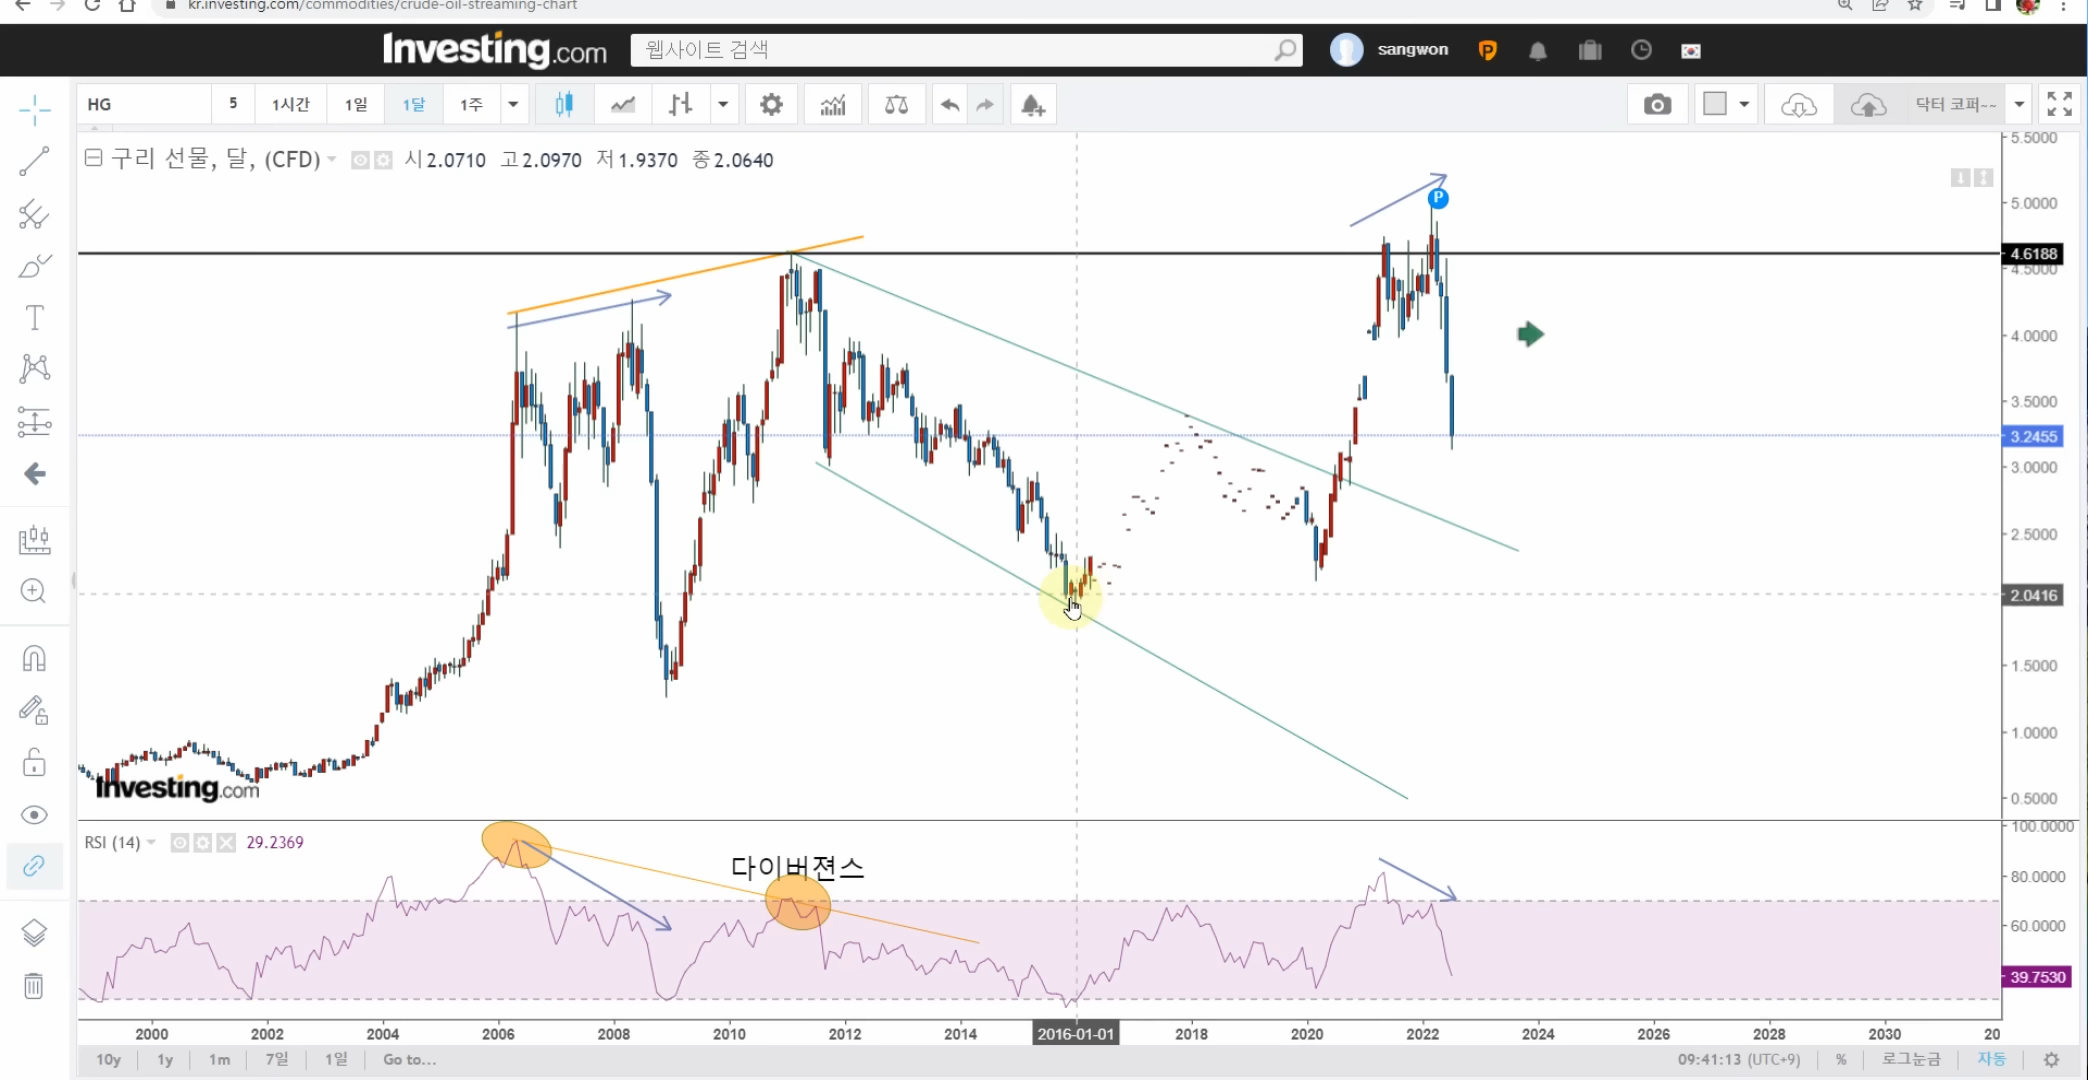 kr.investing.com/commodities/crude-oil-streaming-chart
Investing.com
웹사이트 검색
sangwon
HG
5
1시간
1일
1달
1주
닥터 코퍼~~
구리 선물, 달, (CFD)
시2.0710 고2.0970 저1.9370 종2.0640
P
5.5000
5.0000
4.6188
4.5000
4.0000
3.5000
3.2455
3.0000
2.5000
2.0416
1.5000
1.0000
0.5000
Investing.com
RSI (14)
29.2369
다이버젼스
100.0000
80.0000
60.0000
39.7530
2000 2002 2004 2006 2008 2010 2012 2014 2016-01-01 2018 2020 2022 2024 2026 2028 2030 20
10y 1y 1m 7일 1일 Go to...
09:41:13 (UTC+9) % 로그눈금 자동